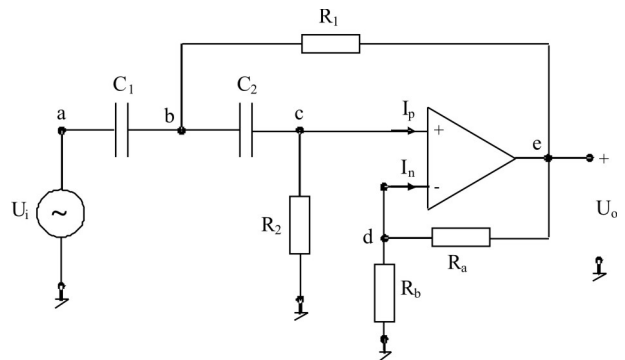 R1
C1
C2
a
b
c
Ip
+
e
+
In
-
Ui
~
R2
d
Ra
Uo
Rb